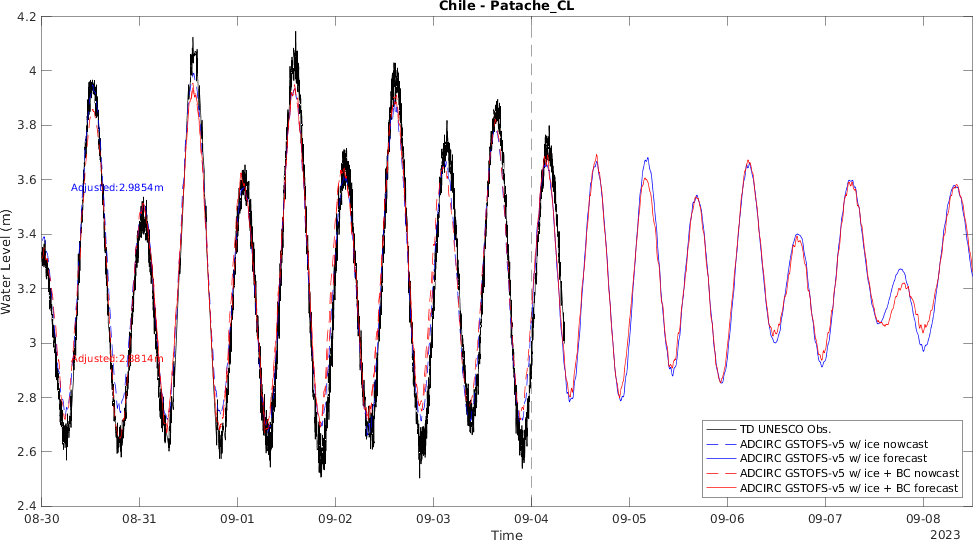 Chile - Patache_CL
4.2
4
3.8
3.6
3.4
3.2
3
2.8
2.6
2.4
Water Level (m)
Adjusted:2.9854m
Adjusted:2.8814m
TD UNESCO Obs.
ADCIRC GSTOFS-v5 w/ ice nowcast
ADCIRC GSTOFS-v5 w/ ice forecast
ADCIRC GSTOFS-v5 w/ ice + BC nowcast
ADCIRC GSTOFS-v5 w/ ice + BC forecast
08-30 08-31 09-01 09-02 09-03 09-04 09-05 09-06 09-07 09-08
Time
2023